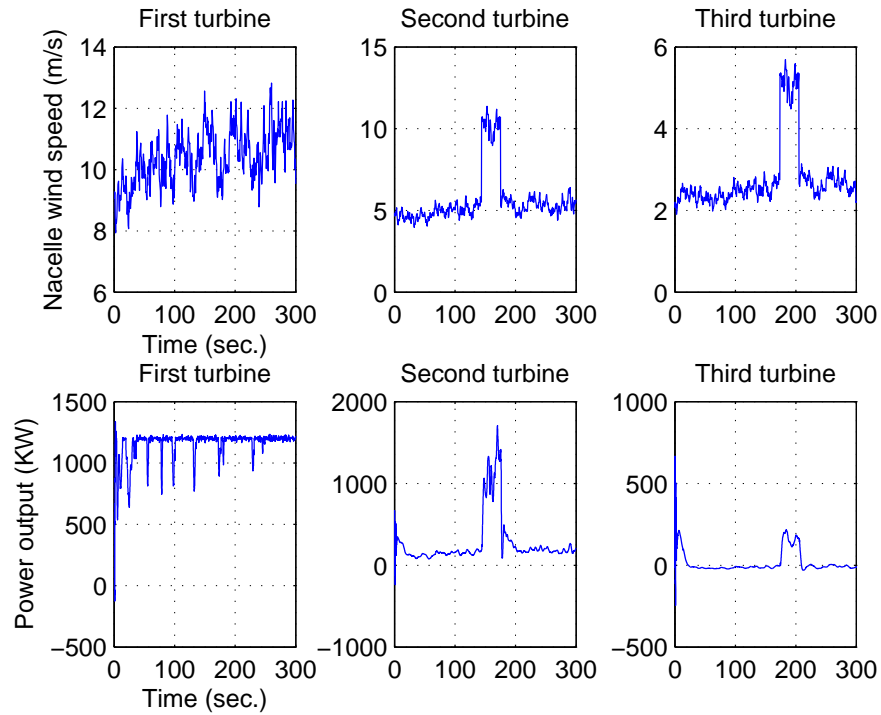 First turbine
Second turbine
Third turbine
Nacelle wind speed (m/s)
14
12
10
8
6
0 100 200 300
Time (sec.)
15
10
5
0
0 100 200 300
6
4
2
0
0 100 200 300
First turbine
Second turbine
Third turbine
Power output (KW)
1500
1000
500
0
−500
0 100 200 300
Time (sec.)
2000
1000
0
−1000
0 100 200 300
1000
500
0
−500
0 100 200 300